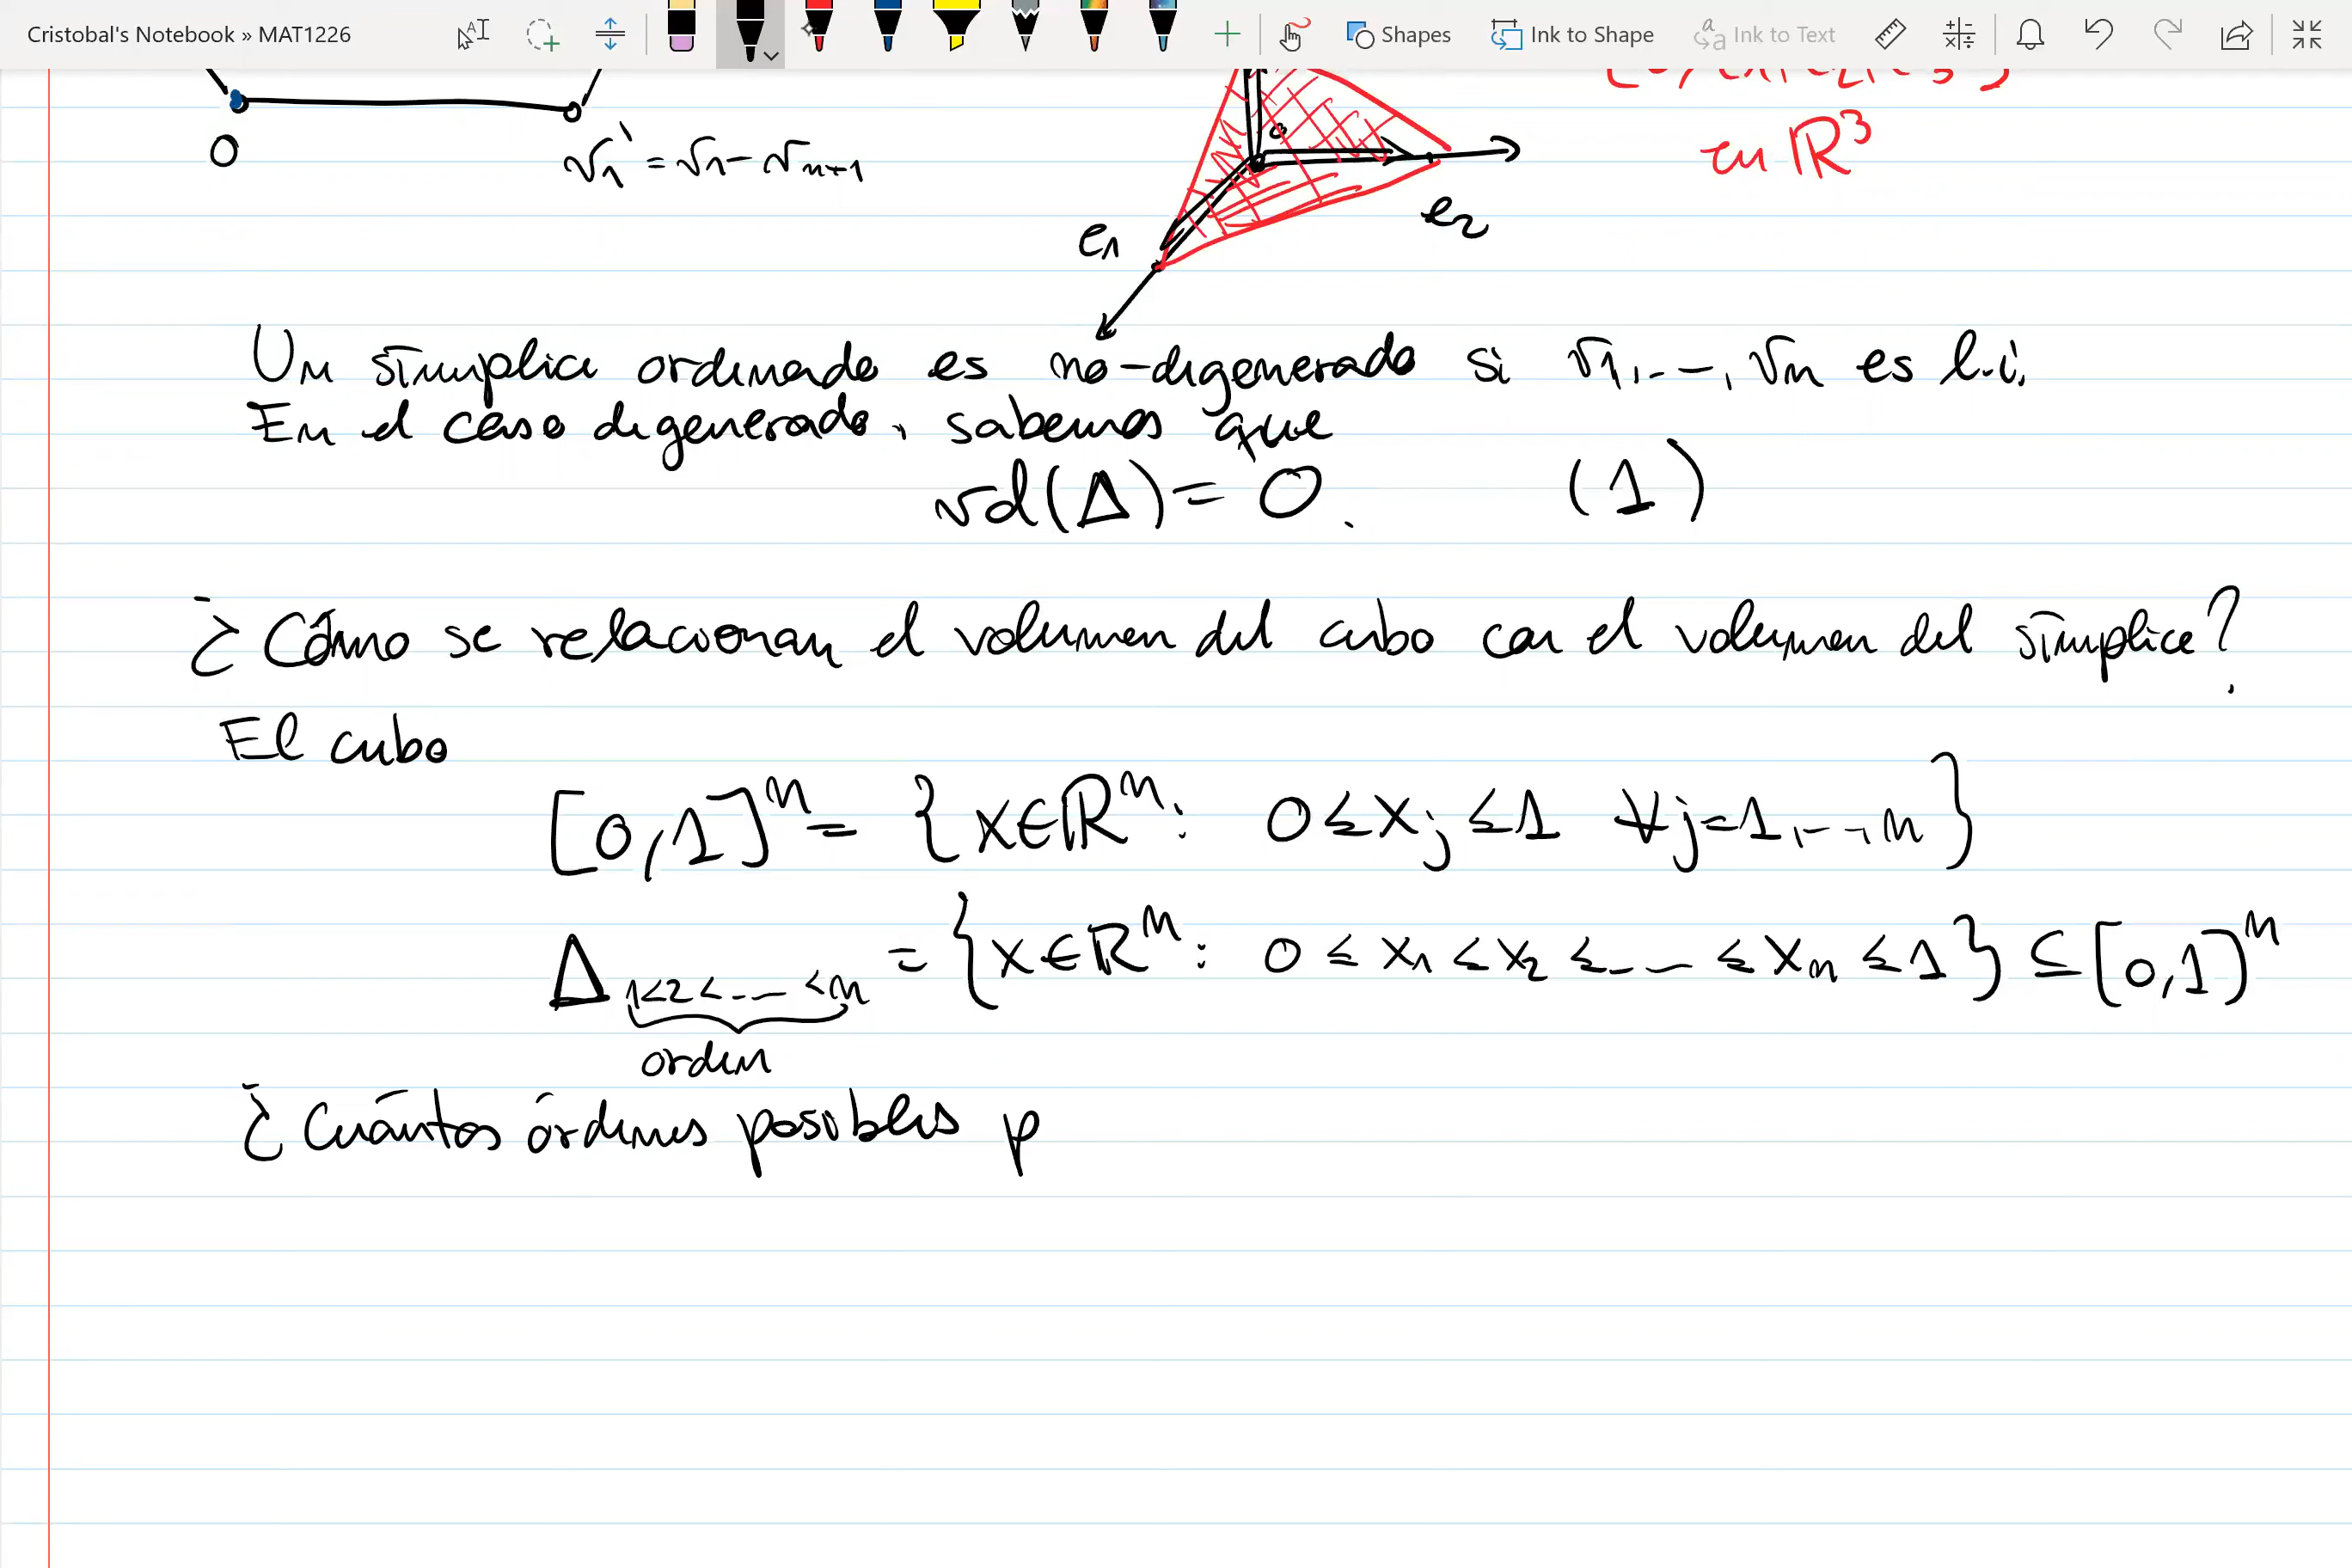 Cristobal's Notebook » MAT1226
Shapes
Ink to Shape
Ink to Text
0
v₁' = v₁ - vₙ₊₁
e₁
e₂
en ℝ³
Un símplice ordenado es no-degenerado si v₁, ..., vₙ es l.i.
En el caso degenerado, sabemos que
vol(Δ) = 0. (1)
¿Cómo se relacionan el volumen del cubo con el volumen del símplice?
El cubo
[0,1]ⁿ = {x∈ℝⁿ: 0≤xⱼ≤1 ∀j=1,...,n}
Δ₁<₂<...<ₙ = {x∈ℝⁿ: 0 ≤ x₁ ≤ x₂ ≤ ... ≤ xₙ ≤ 1} ⊆ [0,1]ⁿ
orden
¿Cuántos órdenes posibles p